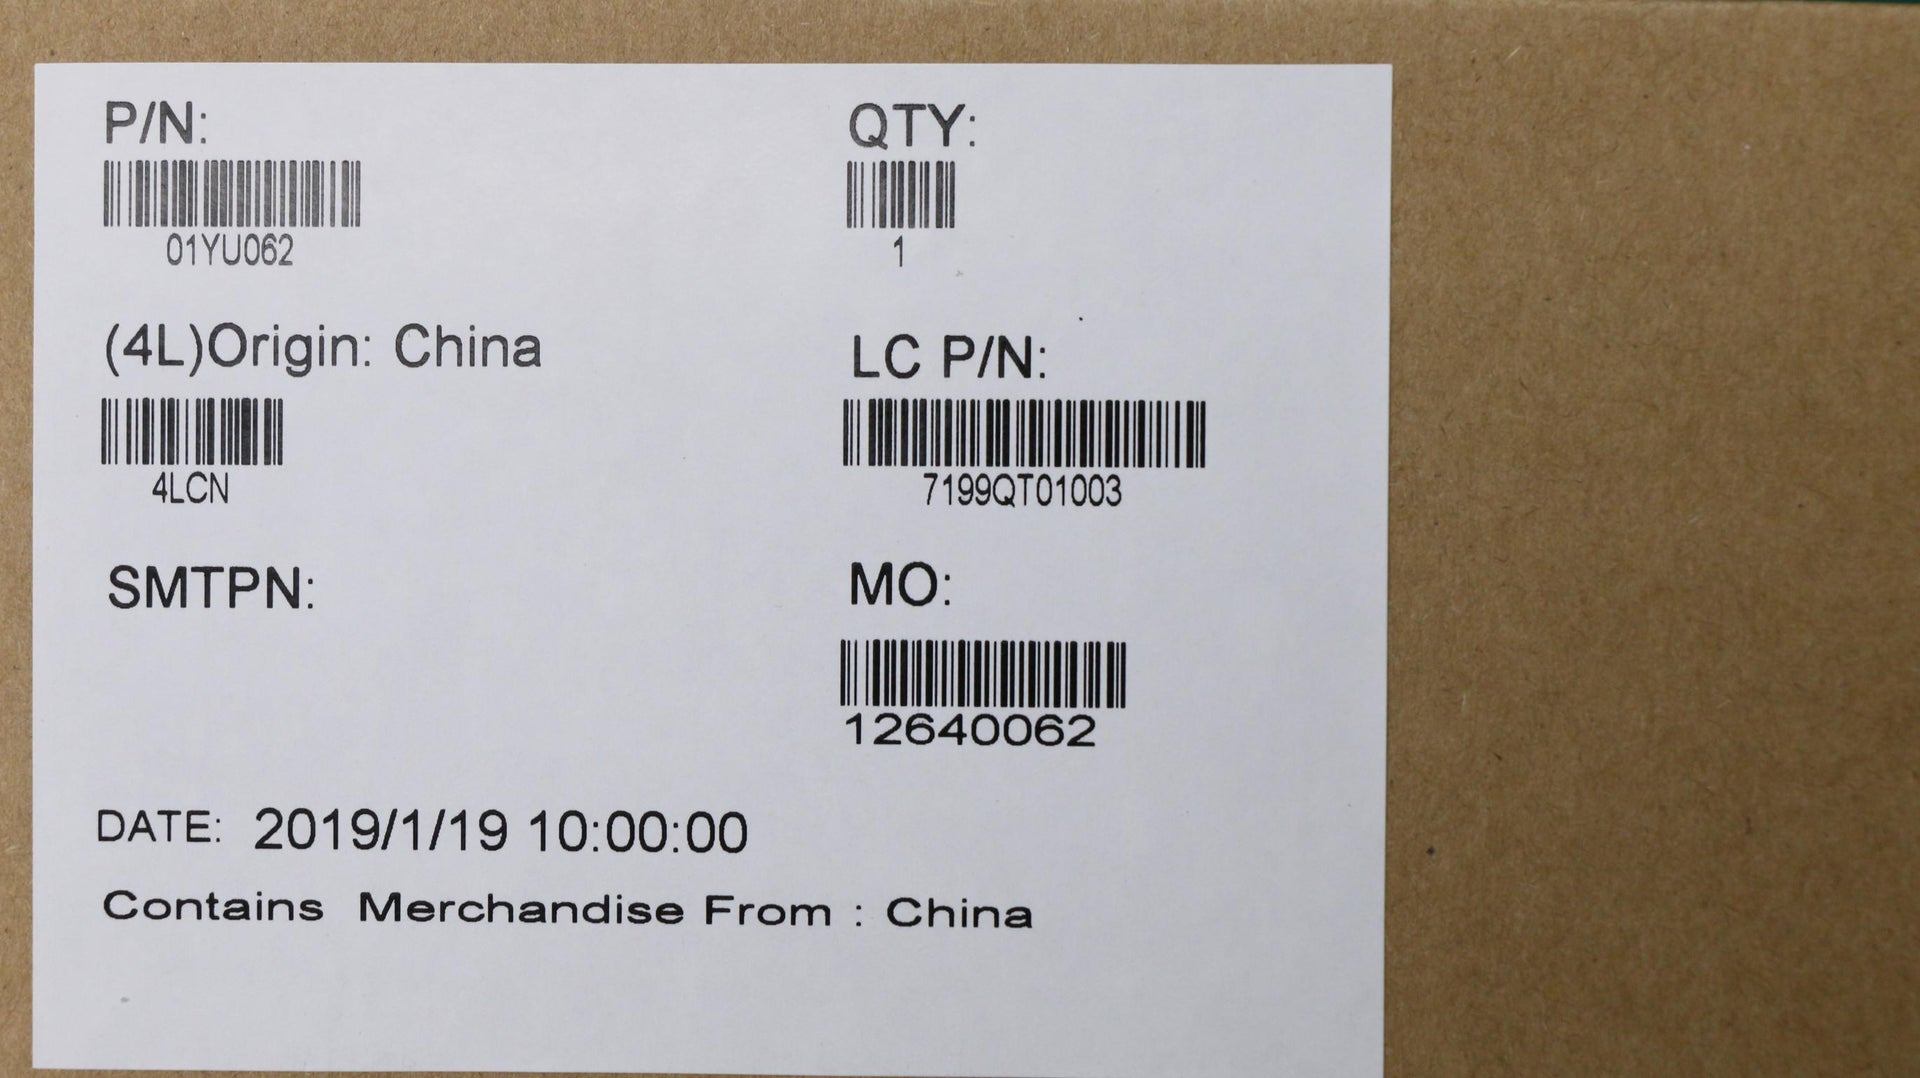 P/N:
QTY:
01YU062
1
(4L)Origin: China
LC P/N:
4LCN
7199QT01003
SMTPN:
MO:
12640062
DATE: 2019/1/19 10:00:00
Contains Merchandise From : China